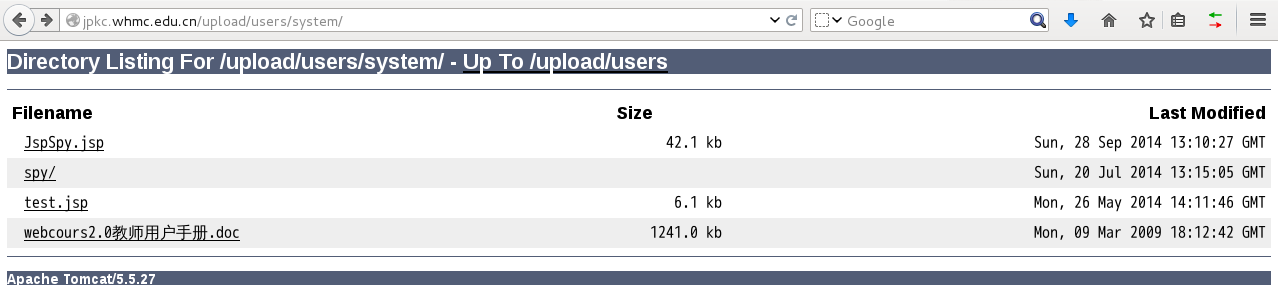 jpkc.whmc.edu.cn/upload/users/system/ Google
Directory Listing For /upload/users/system/ - Up To /upload/users
Filename Size Last Modified
JspSpy.jsp 42.1 kb Sun, 28 Sep 2014 13:10:27 GMT
spy/ Sun, 20 Jul 2014 13:15:05 GMT
test.jsp 6.1 kb Mon, 26 May 2014 14:11:46 GMT
webcours2.0教师用户手册.doc 1241.0 kb Mon, 09 Mar 2009 18:12:42 GMT
Apache Tomcat/5.5.27